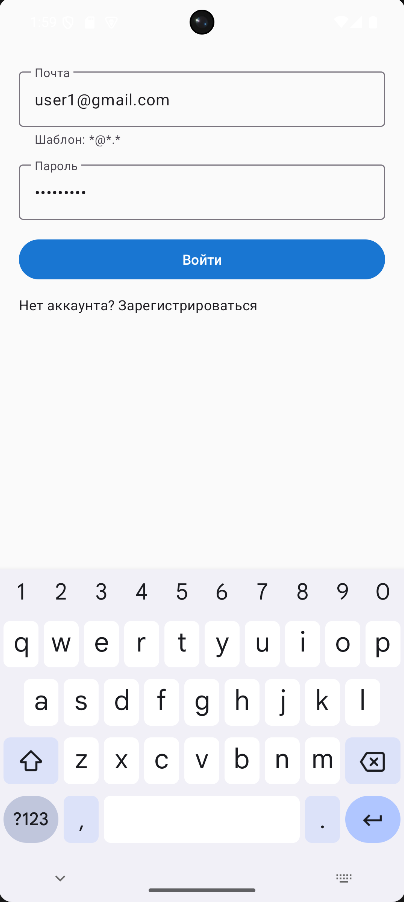 Почта
user1@gmail.com
Шаблон: *@*.*
Пароль
•••••••••
Войти
Нет аккаунта? Зарегистрироваться
1 2 3 4 5 6 7 8 9 0
q w e r t y u i o p
a s d f g h j k l
z x c v b n m
?123 , .